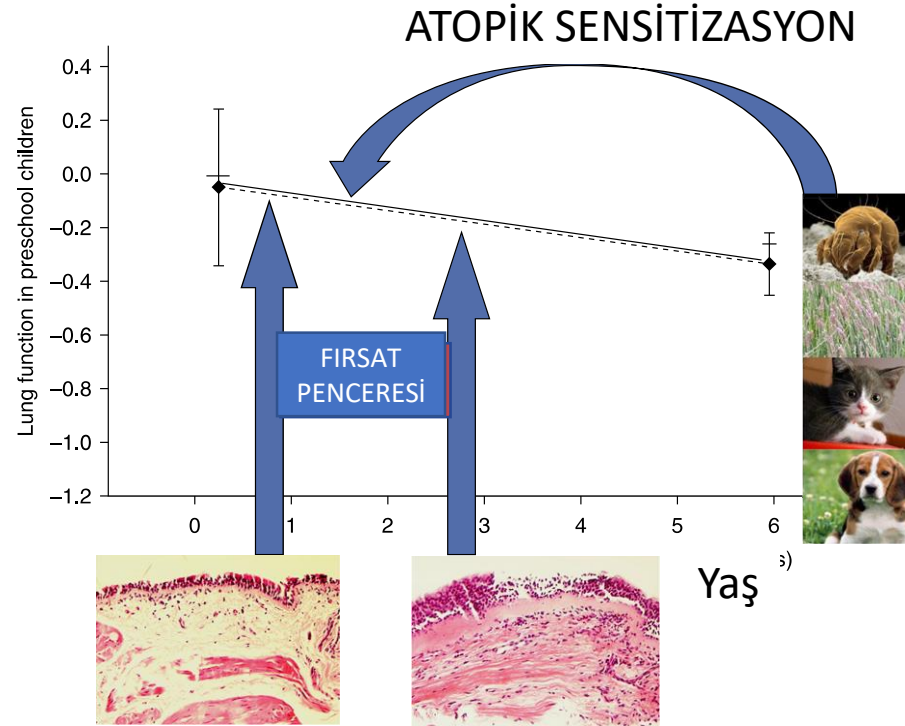 ATOPİK SENSİTİZASYON
Lung function in preschool children
0.4
0.2
0.0
−0.2
−0.4
−0.6
−0.8
−1.0
−1.2
FIRSAT
PENCERESİ
0 1 2 3 4 5 6
s)
Yaş